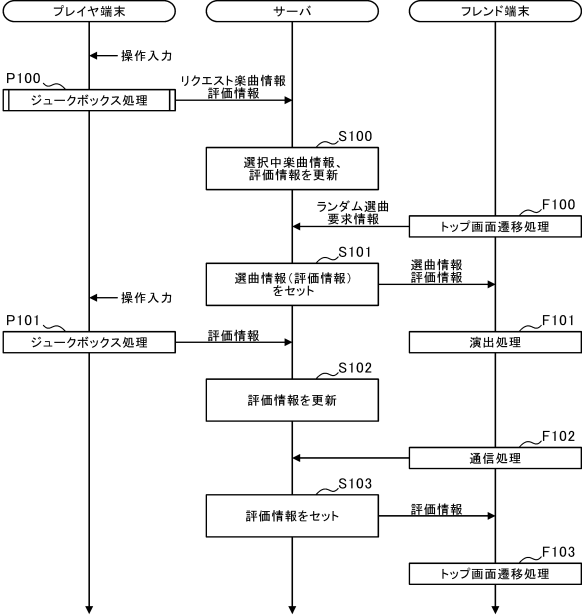 プレイヤ端末
サーバ
フレンド端末
操作入力
P100
ジュークボックス処理
リクエスト楽曲情報
評価情報
S100
選択中楽曲情報、
評価情報を更新
ランダム選曲
要求情報
F100
トップ画面遷移処理
S101
選曲情報(評価情報)
をセット
選曲情報
評価情報
操作入力
P101
ジュークボックス処理
評価情報
F101
演出処理
S102
評価情報を更新
F102
通信処理
S103
評価情報をセット
評価情報
F103
トップ画面遷移処理